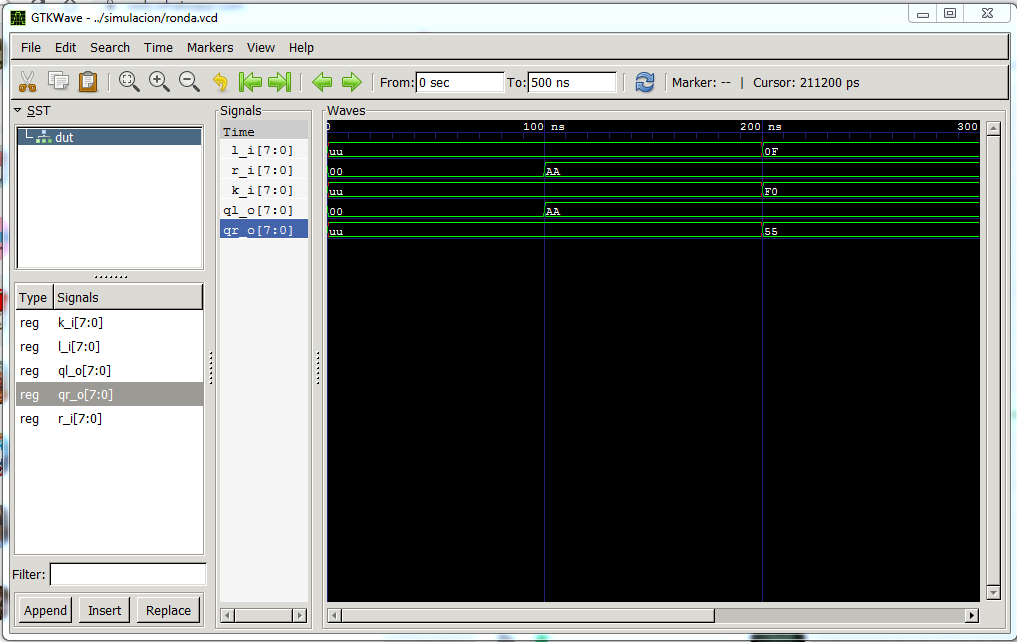 GTKWave - ../simulacion/ronda.vcd
File Edit Search Time Markers View Help
From: 0 sec To: 500 ns Marker: -- | Cursor: 211200 ps
SST
dut
Type Signals
reg k_i[7:0]
reg l_i[7:0]
reg ql_o[7:0]
reg qr_o[7:0]
reg r_i[7:0]
Filter:
Append Insert Replace
Signals
Time
l_i[7:0]
r_i[7:0]
k_i[7:0]
ql_o[7:0]
qr_o[7:0]
Waves
0 100 ns 200 ns 300
uu 0F
00 AA
uu F0
00 AA
uu 55